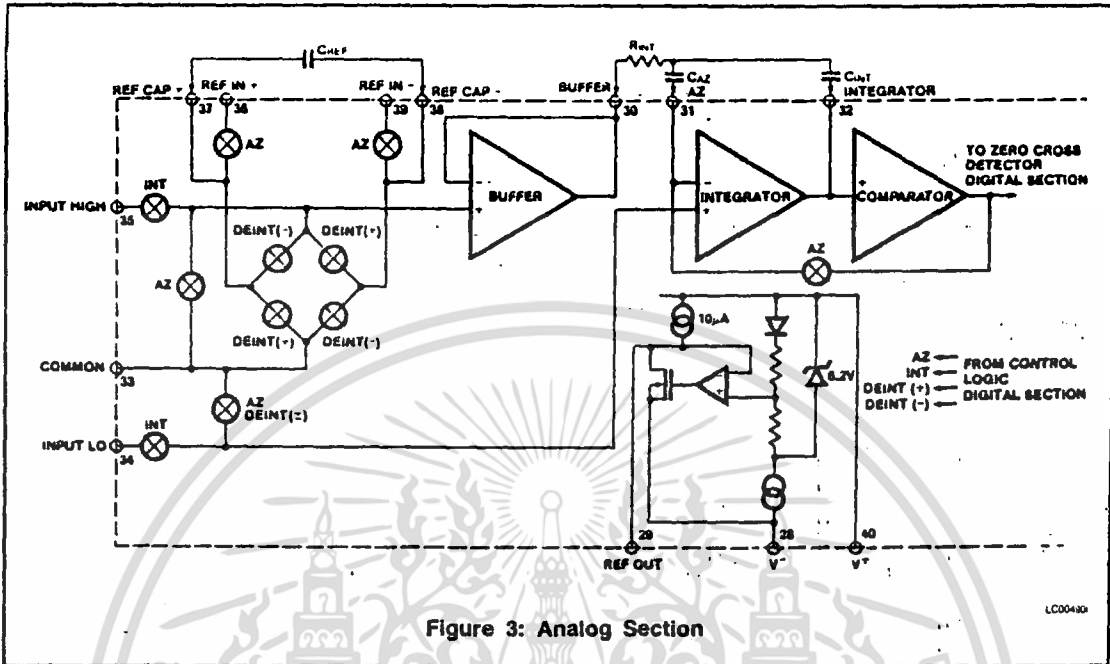 CREF
RINT
REF CAP +
REF IN +
REF IN -
REF CAP -
BUFFER
CAZ
AZ
CINT
INTEGRATOR
37
36
39
38
30
31
32
AZ
AZ
TO ZERO CROSS
DETECTOR
DIGITAL SECTION
INT
INPUT HIGH
35
-
+
BUFFER
-
+
INTEGRATOR
+
COMPARATOR
DEINT(-)
DEINT(+)
AZ
AZ
DEINT(+)
DEINT(-)
10μA
COMMON
33
6.2V
AZ
INT
DEINT (+)
DEINT (-)
FROM CONTROL
LOGIC
DIGITAL SECTION
AZ
DEINT(±)
INT
INPUT LO
34
29
28
40
REF OUT
V-
V+
Figure 3: Analog Section